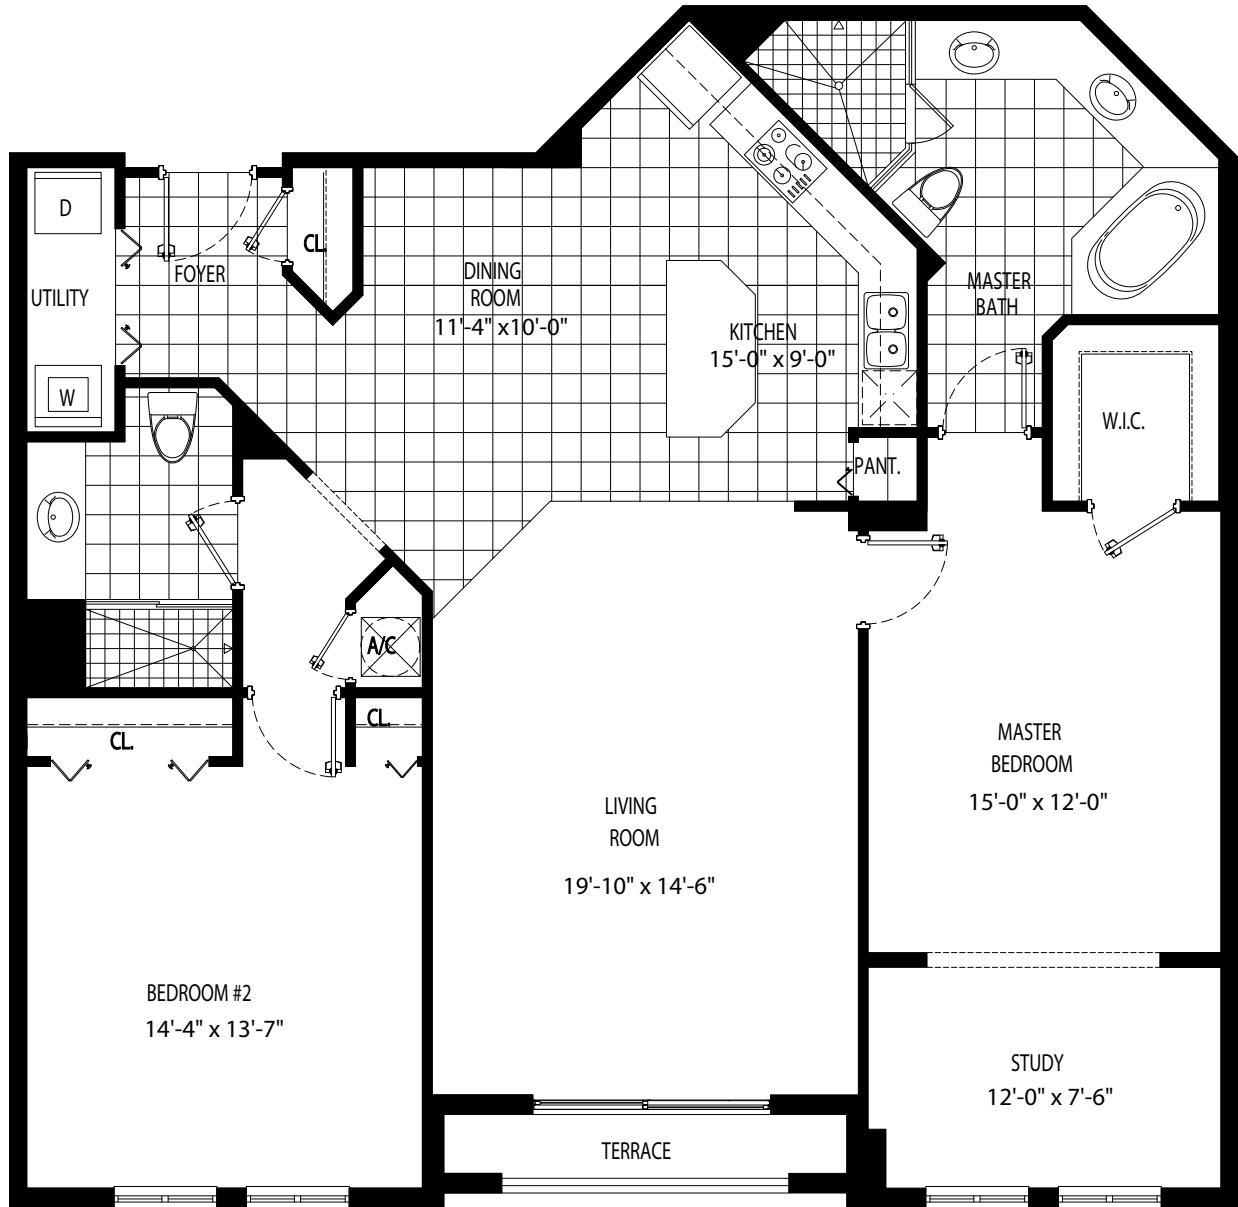 D
FOYER
CL.
UTILITY
W
DINING
ROOM
11'-4" x10'-0"
KITCHEN
15'-0" x 9'-0"
MASTER
BATH
W.I.C.
PANT.
A/C
CL.
CL.
MASTER
BEDROOM
15'-0" x 12'-0"
LIVING
ROOM
19'-10" x 14'-6"
BEDROOM #2
14'-4" x 13'-7"
STUDY
12'-0" x 7'-6"
TERRACE